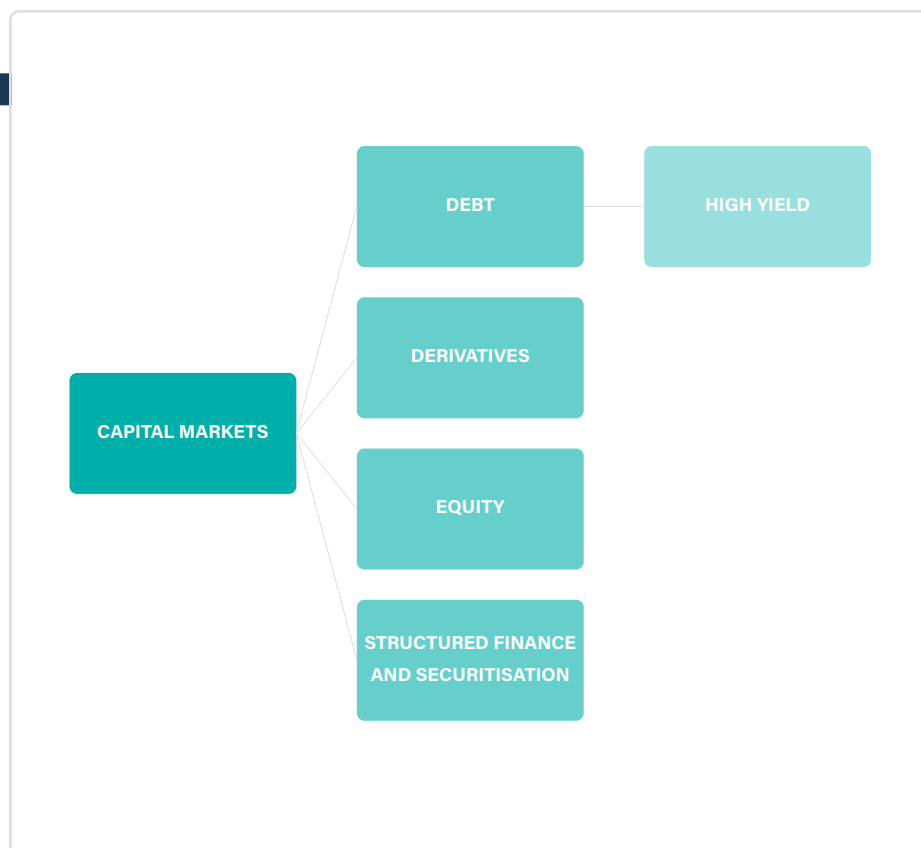 DEBT
HIGH YIELD
DERIVATIVES
CAPITAL MARKETS
EQUITY
STRUCTURED FINANCE
AND SECURITISATION